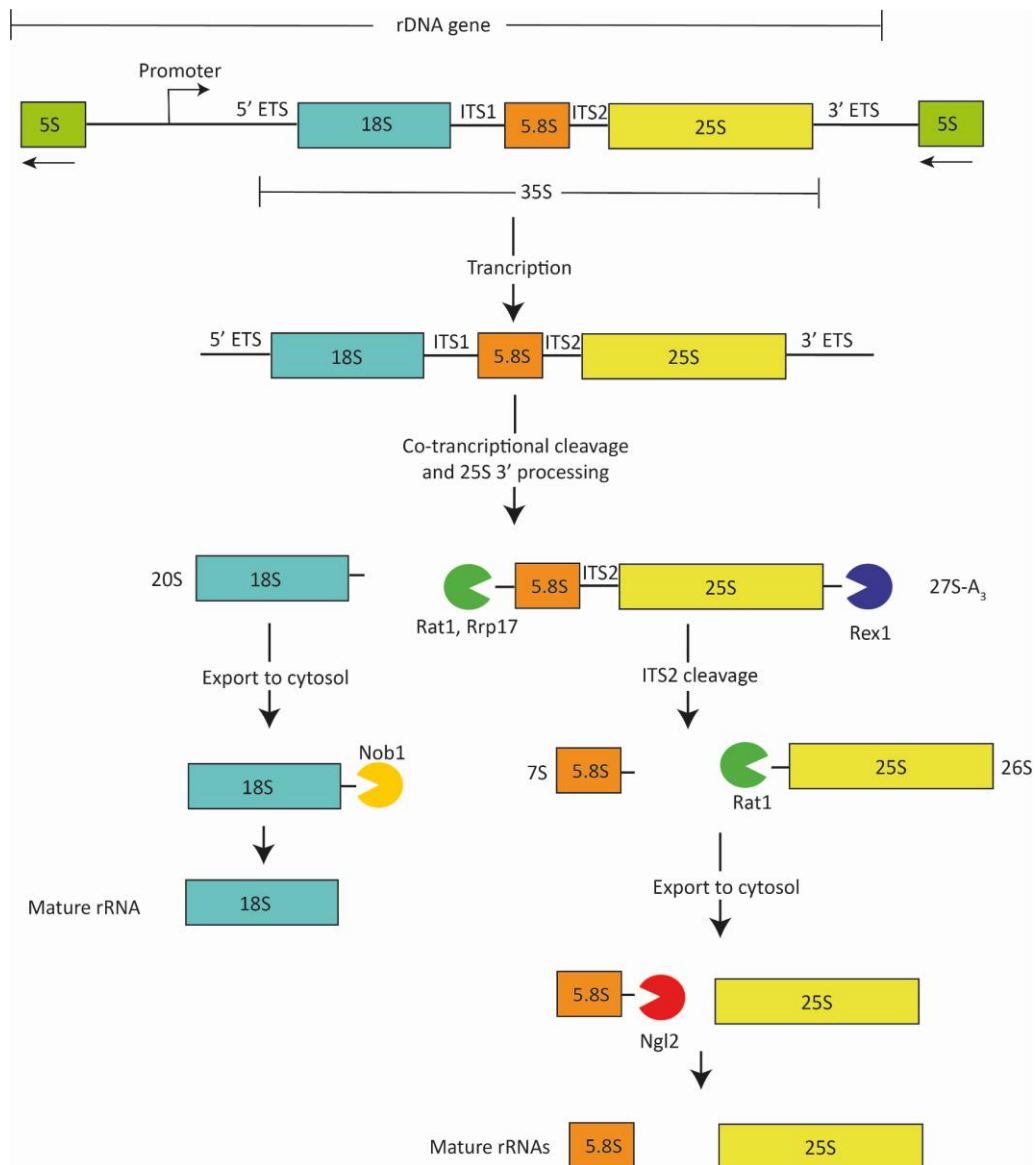 rDNA gene
Promoter
5S
5’ ETS
18S
ITS1
5.8S
ITS2
25S
3’ ETS
5S
35S
Trancription
5’ ETS
18S
ITS1
5.8S
ITS2
25S
3’ ETS
Co-trancriptional cleavage
and 25S 3’ processing
20S
18S
5.8S
ITS2
25S
27S-A3
Rat1, Rrp17
Rex1
Export to cytosol
ITS2 cleavage
Nob1
18S
7S
5.8S
25S
26S
Rat1
Mature rRNA
18S
Export to cytosol
5.8S
25S
Ngl2
Mature rRNAs
5.8S
25S